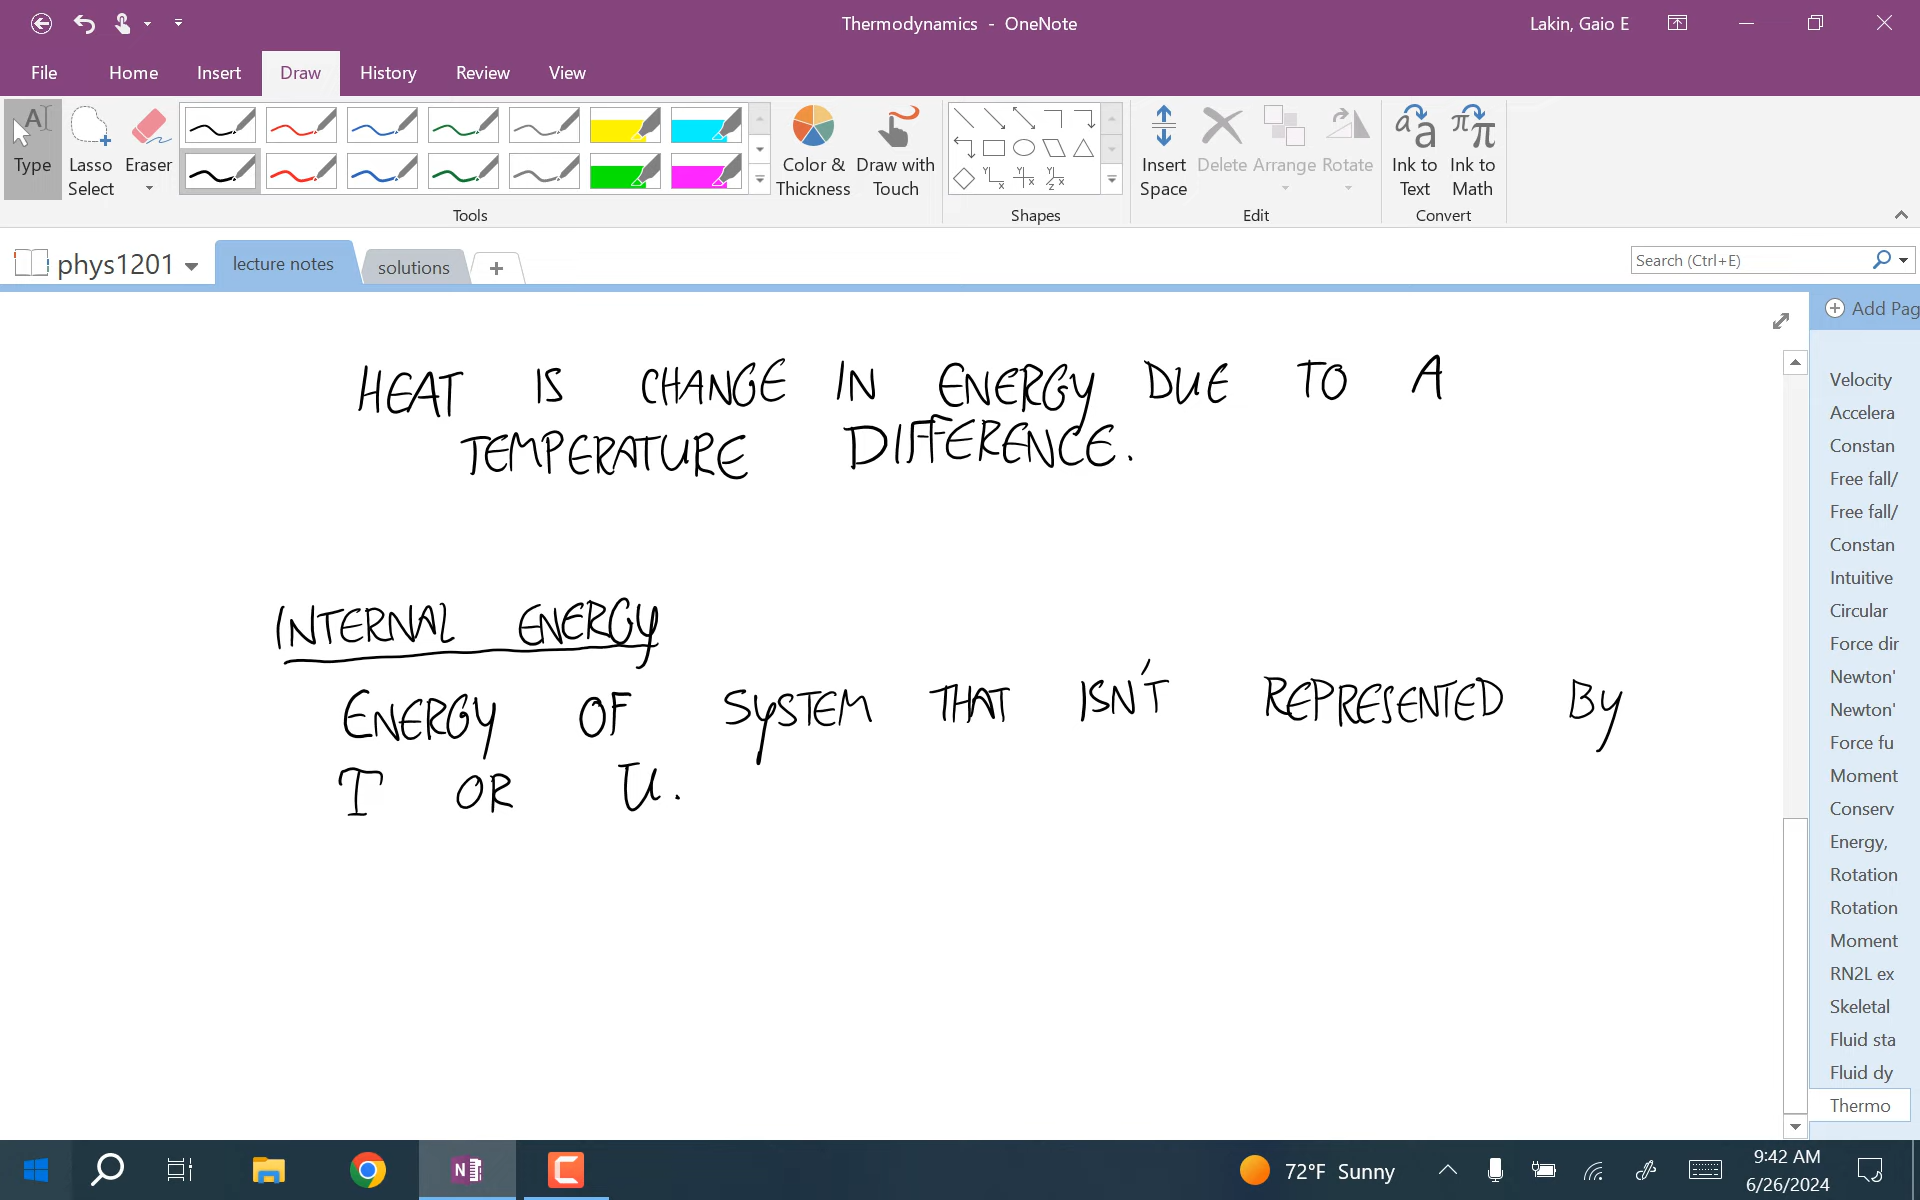 Thermodynamics - OneNote
Lakin, Gaio E
File Home Insert Draw History Review View
Type
Lasso Select
Eraser
Color & Thickness
Draw with Touch
Insert Space
Delete Arrange Rotate
Ink to Text
Ink to Math
Tools Shapes Edit Convert
phys1201 lecture notes solutions +
Search (Ctrl+E)
Add Pag
HEAT IS CHANGE IN ENERGY DUE TO A
TEMPERATURE DIFFERENCE.
INTERNAL ENERGY
ENERGY OF SYSTEM THAT ISN'T REPRESENTED BY
T OR U.
Velocity
Accelera
Constan
Free fall/
Free fall/
Constan
Intuitive
Circular
Force dir
Newton'
Newton'
Force fu
Moment
Conserv
Energy,
Rotation
Rotation
Moment
RN2L ex
Skeletal
Fluid sta
Fluid dy
Thermo
72°F Sunny
9:42 AM
6/26/2024